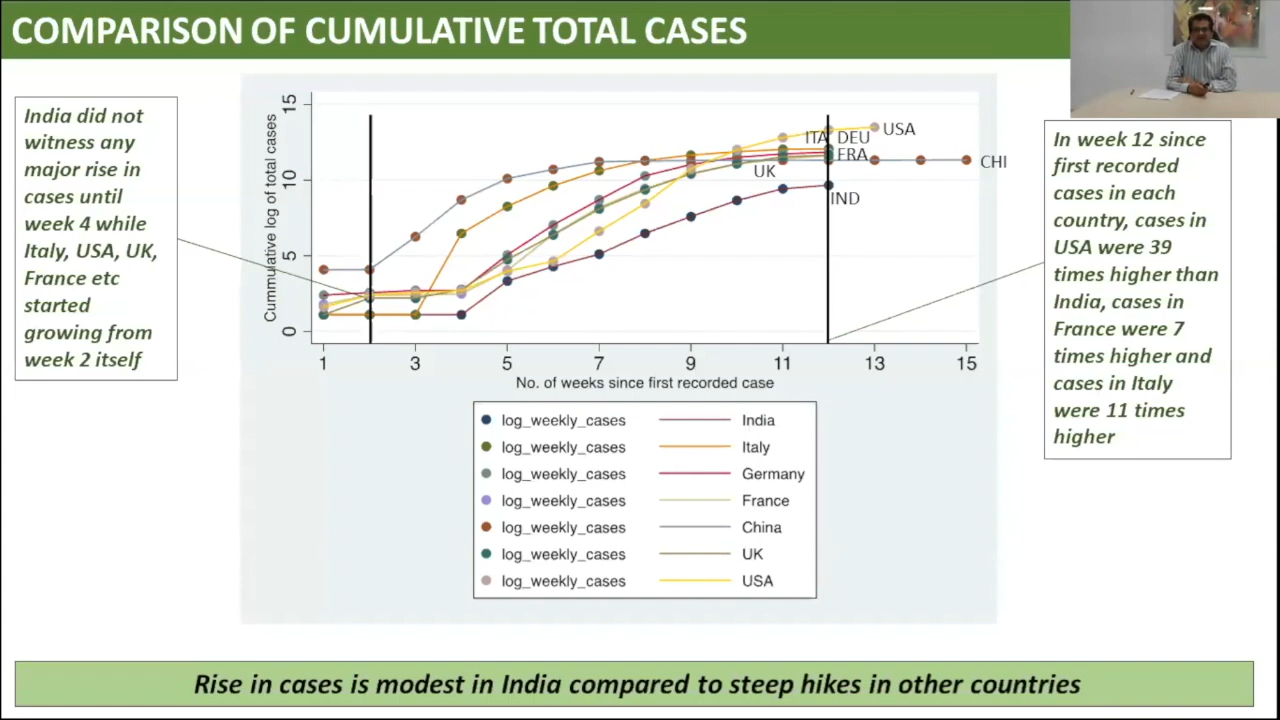 COMPARISON OF CUMULATIVE TOTAL CASES
India did not
witness any
major rise in
cases until
week 4 while
Italy, USA, UK,
France etc
started
growing from
week 2 itself
Cummulative log of total cases
15
10
5
0
ITA
DEU
USA
FRA
UK
CHI
IND
1 3 5 7 9 11 13 15
No. of weeks since first recorded case
log_weekly_cases India
log_weekly_cases Italy
log_weekly_cases Germany
log_weekly_cases France
log_weekly_cases China
log_weekly_cases UK
log_weekly_cases USA
In week 12 since
first recorded
cases in each
country, cases in
USA were 39
times higher than
India, cases in
France were 7
times higher and
cases in Italy
were 11 times
higher
Rise in cases is modest in India compared to steep hikes in other countries